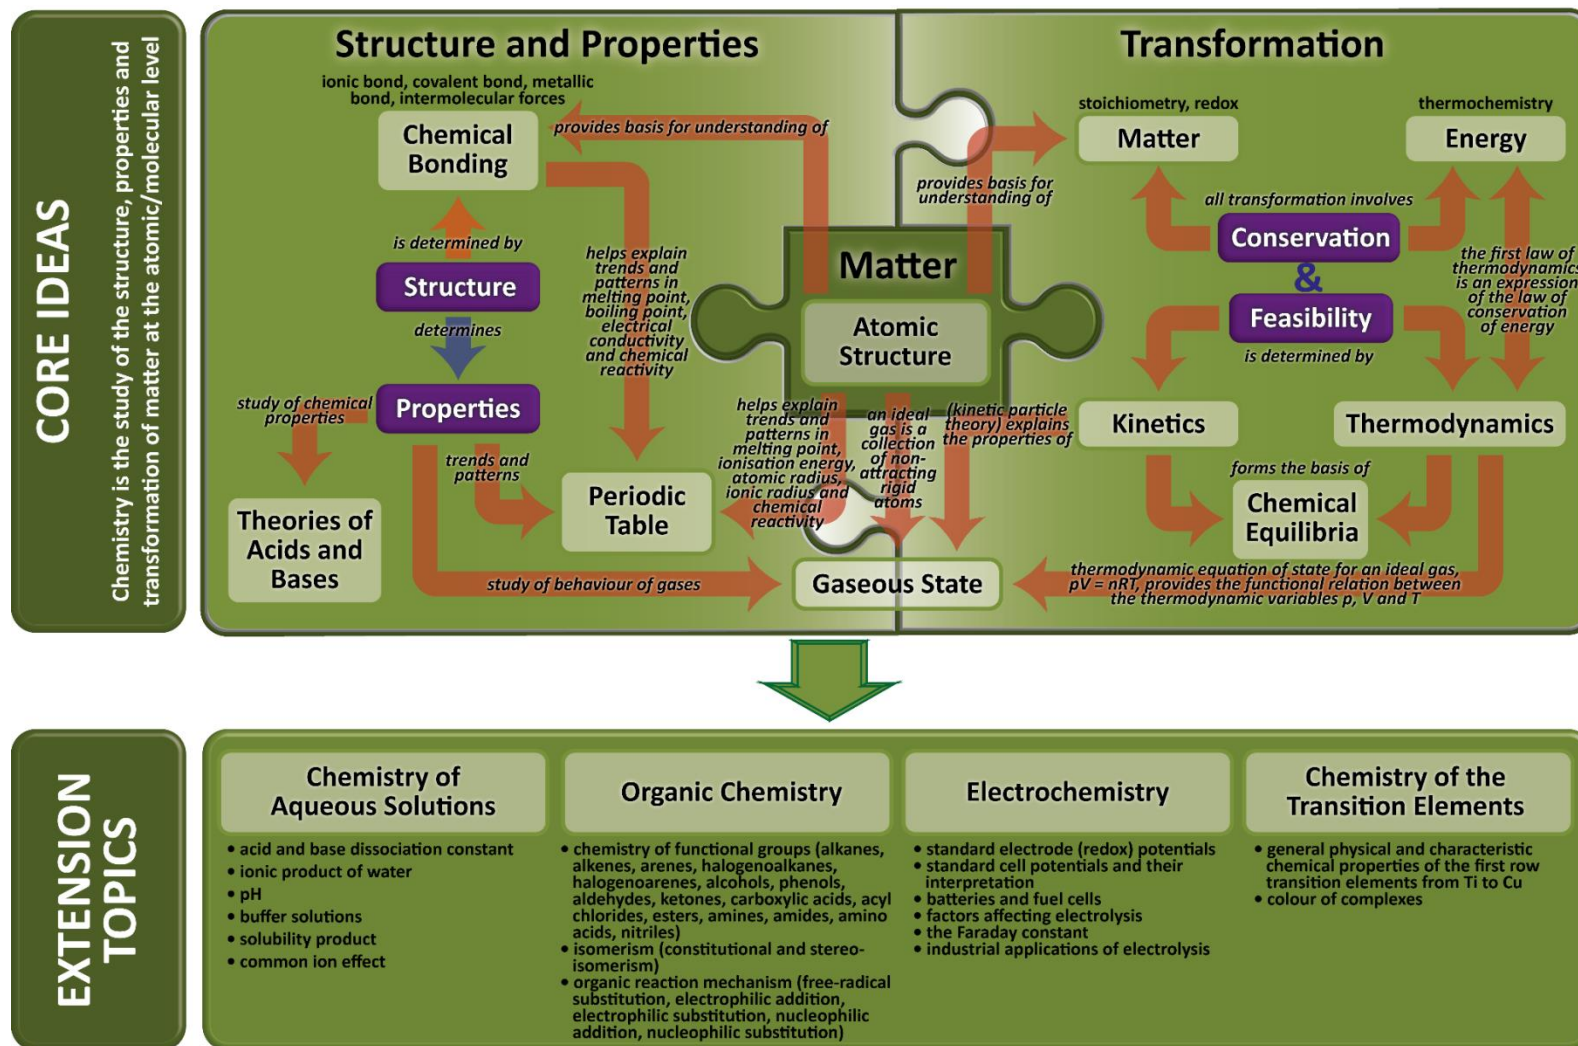 CORE IDEAS
Chemistry is the study of the structure, properties and
transformation of matter at the atomic/molecular level
Structure and Properties
ionic bond, covalent bond, metallic
bond, intermolecular forces
Chemical
Bonding
provides basis for understanding of
is determined by
Structure
determines
Properties
helps explain
trends and
patterns in
melting point,
boiling point,
electrical
conductivity
and chemical
reactivity
study of chemical
properties
trends and
patterns
Theories of
Acids and
Bases
Periodic
Table
study of behaviour of gases
Matter
Atomic
Structure
helps explain
trends and
patterns in
melting point,
ionisation energy,
atomic radius,
ionic radius and
chemical
reactivity
an ideal
gas is a
collection
of non-
attracting
rigid
atoms
(kinetic particle
theory) explains
the properties of
Gaseous State
Transformation
stoichiometry, redox
Matter
thermochemistry
Energy
provides basis for
understanding of
all transformation involves
Conservation
&
Feasibility
is determined by
the first law of
thermodynamics
is an expression
of the law of
conservation
of energy
Kinetics
Thermodynamics
forms the basis of
Chemical
Equilibria
thermodynamic equation of state for an ideal gas,
pV = nRT, provides the functional relation between
the thermodynamic variables p, V and T
EXTENSION
TOPICS
Chemistry of
Aqueous Solutions
• acid and base dissociation constant
• ionic product of water
• pH
• buffer solutions
• solubility product
• common ion effect
Organic Chemistry
• chemistry of functional groups (alkanes,
alkenes, arenes, halogenoalkanes,
halogenoarenes, alcohols, phenols,
aldehydes, ketones, carboxylic acids, acyl
chlorides, esters, amines, amides, amino
acids, nitriles)
• isomerism (constitutional and stereo-
isomerism)
• organic reaction mechanism (free-radical
substitution, electrophilic addition,
electrophilic substitution, nucleophilic
addition, nucleophilic substitution)
Electrochemistry
• standard electrode (redox) potentials
• standard cell potentials and their
interpretation
• batteries and fuel cells
• factors affecting electrolysis
• the Faraday constant
• industrial applications of electrolysis
Chemistry of the
Transition Elements
• general physical and characteristic
chemical properties of the first row
transition elements from Ti to Cu
• colour of complexes